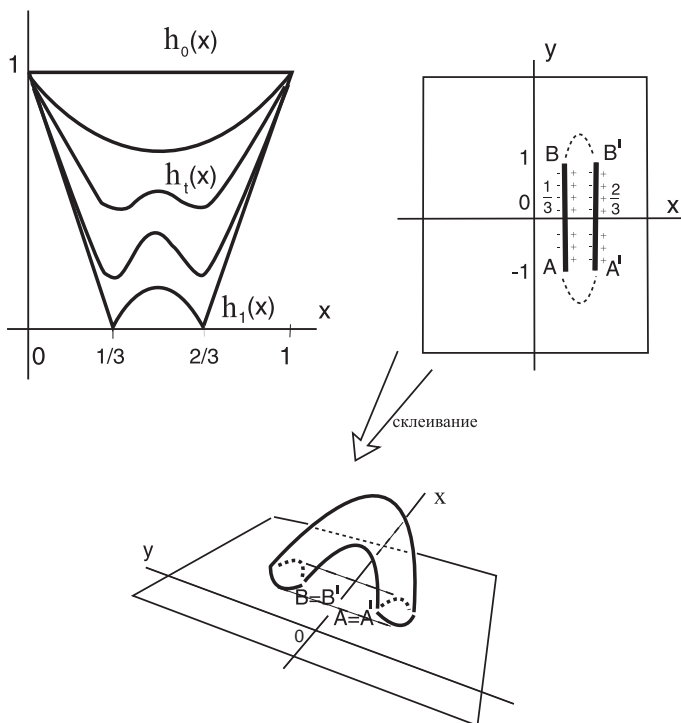 h₀(x)
1
hₜ(x)
h₁(x)
x
0
1/3
2/3
1
y
1
B
B'
1/3
2/3
0
x
A
A'
-1
склеивание
x
y
B=B'
A=A'
0